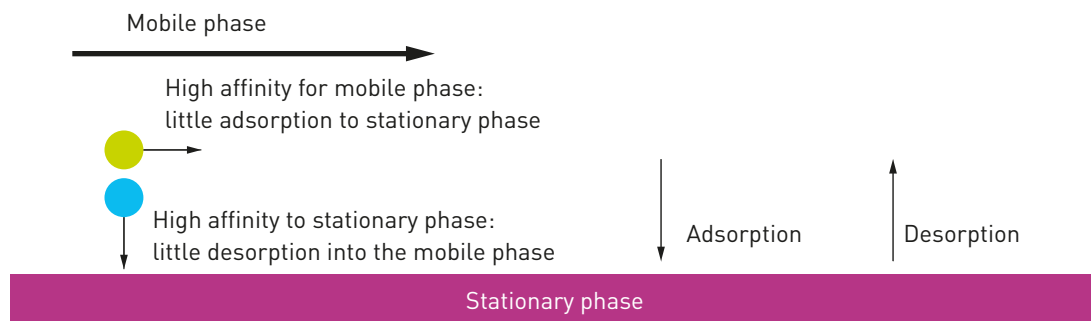 Mobile phase
High affinity for mobile phase:
little adsorption to stationary phase
High affinity to stationary phase:
little desorption into the mobile phase
Adsorption
Desorption
Stationary phase